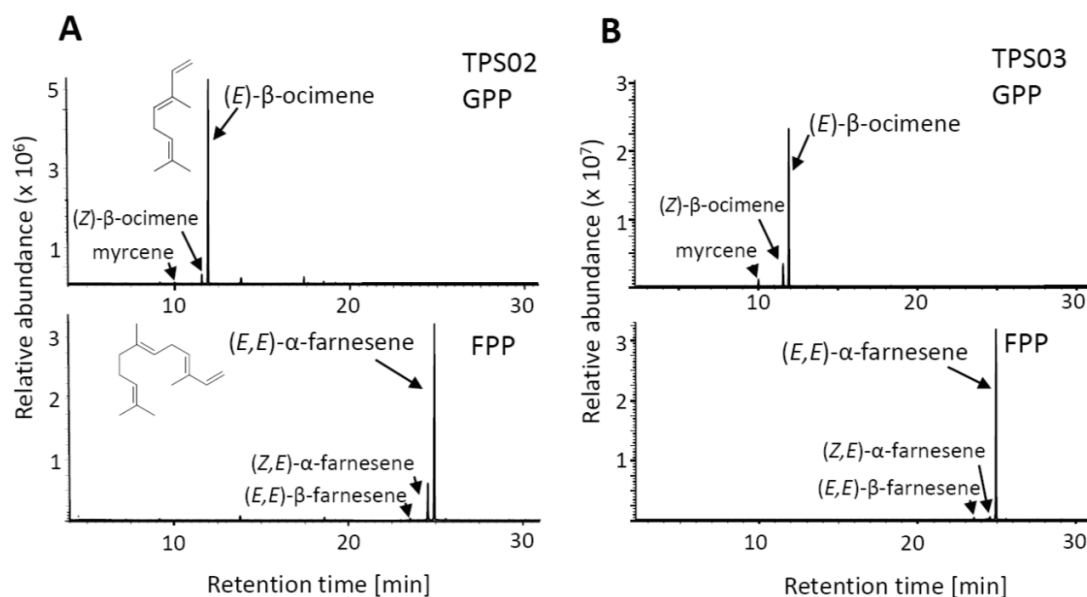 A
TPS02
GPP
(E)-β-ocimene
(Z)-β-ocimene
myrcene
5
3
1
10
20
30
(E,E)-α-farnesene
FPP
(Z,E)-α-farnesene
(E,E)-β-farnesene
3
2
1
10
20
30
Relative abundance (x 10⁶)
Retention time [min]
B
TPS03
GPP
(E)-β-ocimene
(Z)-β-ocimene
myrcene
3
2
1
10
20
30
(E,E)-α-farnesene
FPP
(Z,E)-α-farnesene
(E,E)-β-farnesene
3
2
1
10
20
30
Relative abundance (x 10⁷)
Retention time [min]